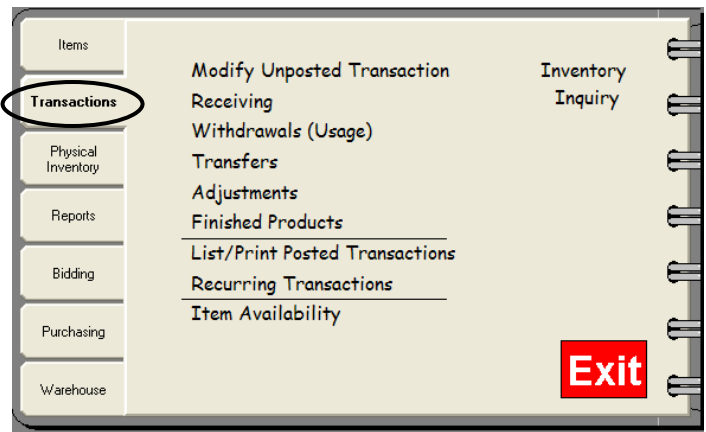 Items
Transactions
Physical
Inventory
Reports
Bidding
Purchasing
Warehouse
Modify Unposted Transaction
Receiving
Withdrawals (Usage)
Transfers
Adjustments
Finished Products
List/Print Posted Transactions
Recurring Transactions
Item Availability
Inventory
Inquiry
Exit